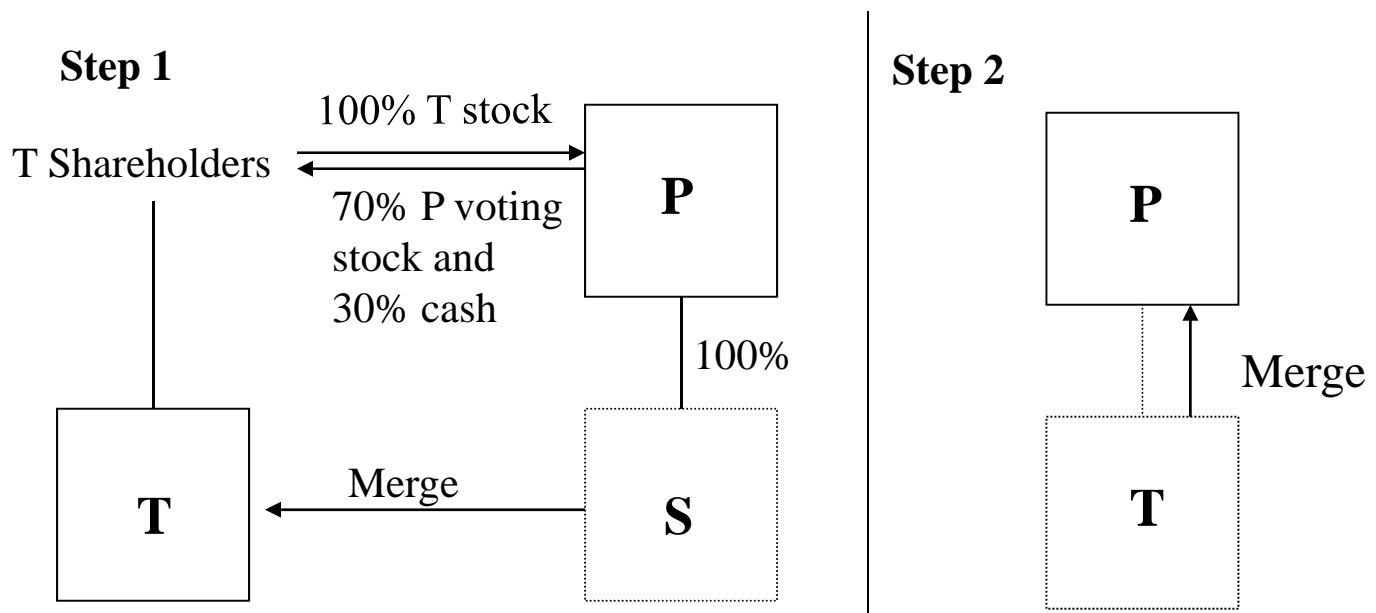 Step 1
100% T stock
T Shareholders
70% P voting
stock and
30% cash
P
100%
T
Merge
S
Step 2
P
Merge
T